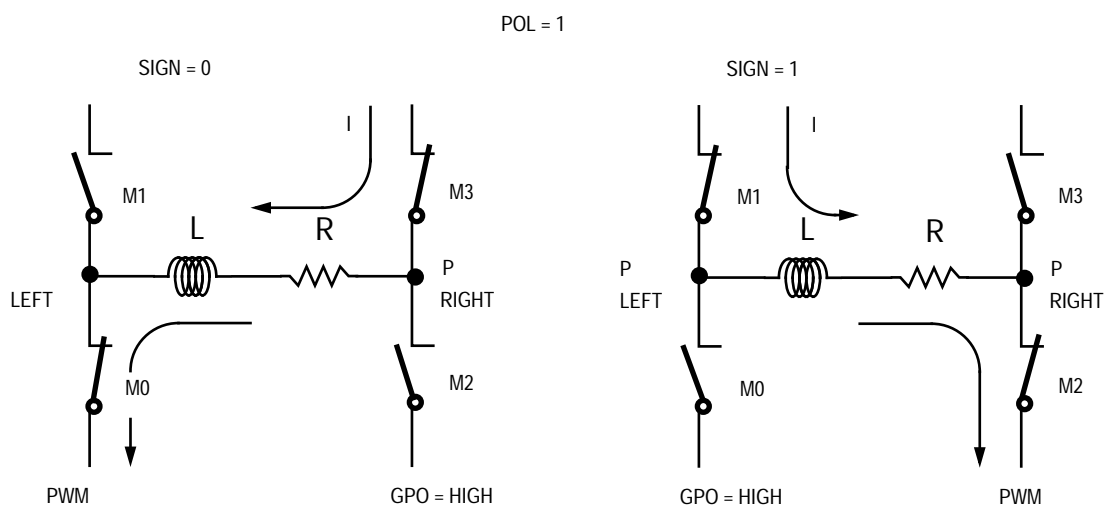 POL = 1
SIGN = 0
SIGN = 1
I
M1
M3
L
R
P
LEFT
RIGHT
M0
M2
PWM
GPO = HIGH
I
M1
M3
L
R
P
P
LEFT
RIGHT
M0
M2
GPO = HIGH
PWM